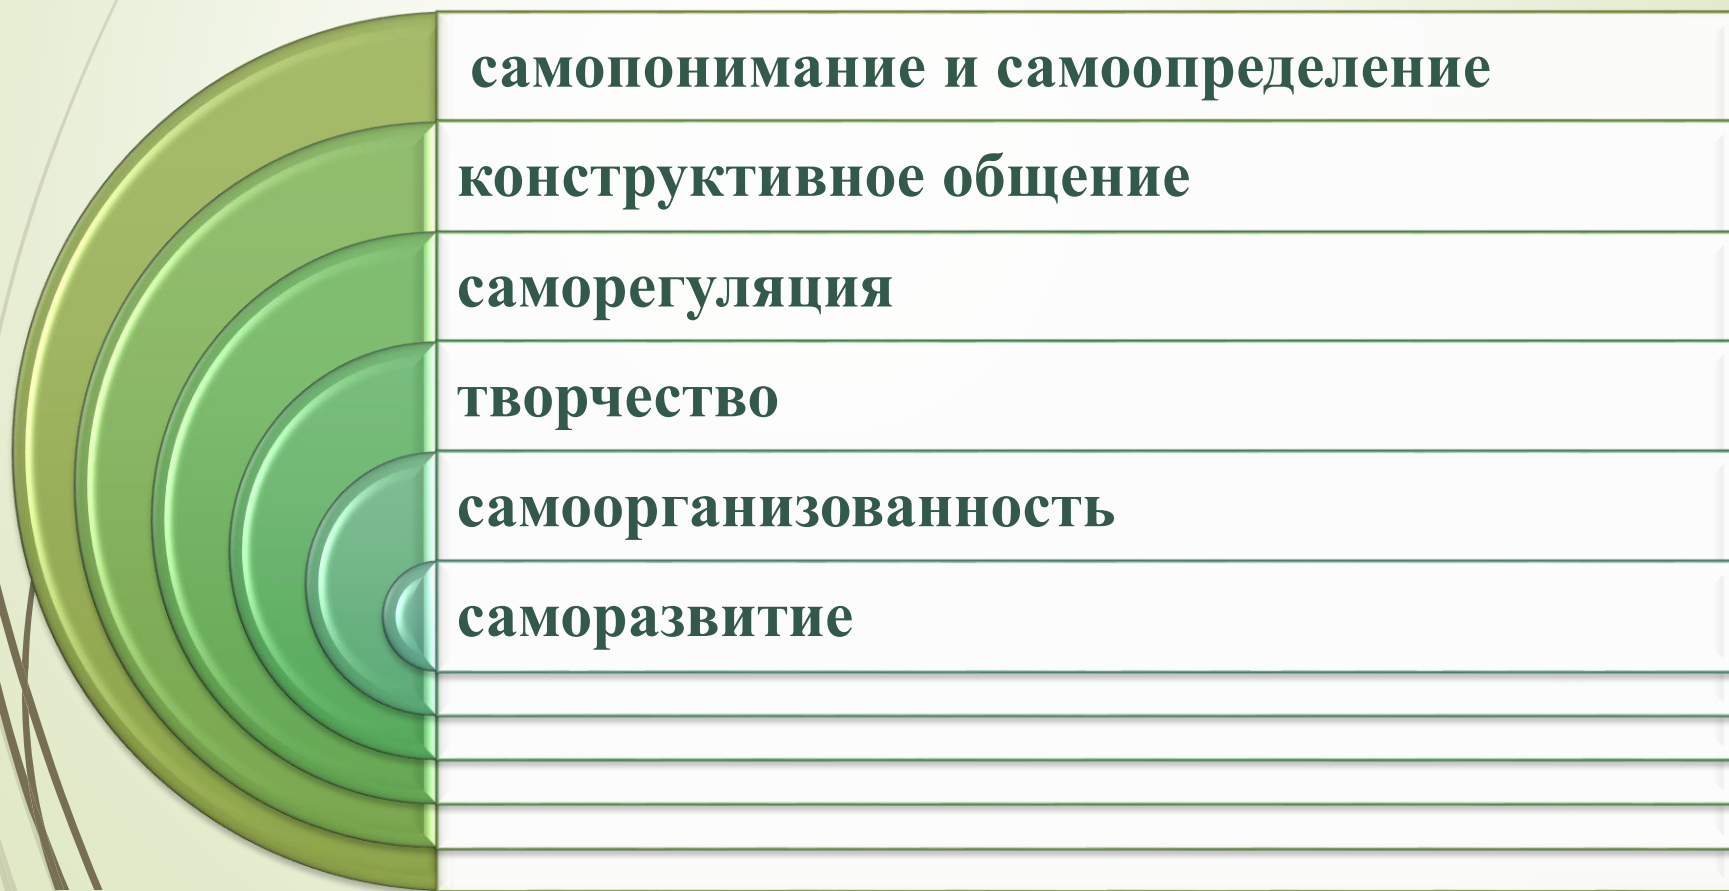 самопонимание и самоопределение
конструктивное общение
саморегуляция
творчество
самоорганизованность
саморазвитие